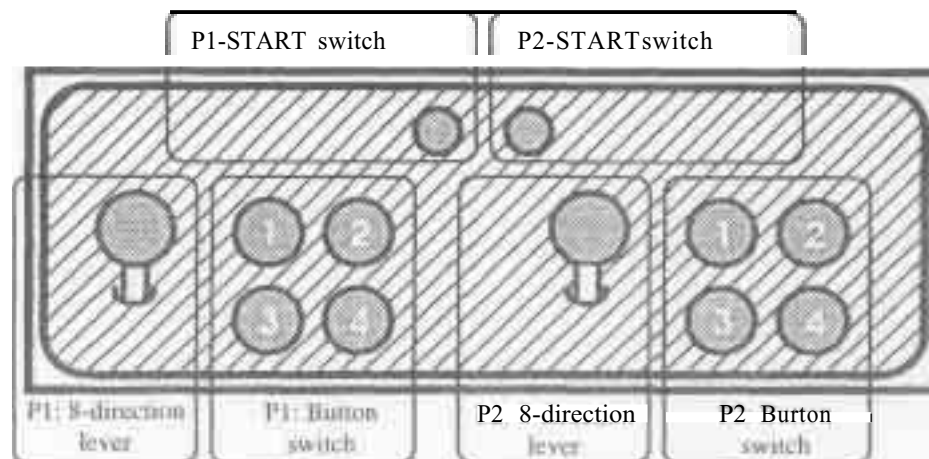 P1-START switch
P2-STARTswitch
1 2
3 4
1 2
3 4
P1: 8-direction
lever
P1: Button
switch
P2 8-direction
lever
P2 Burton
switch